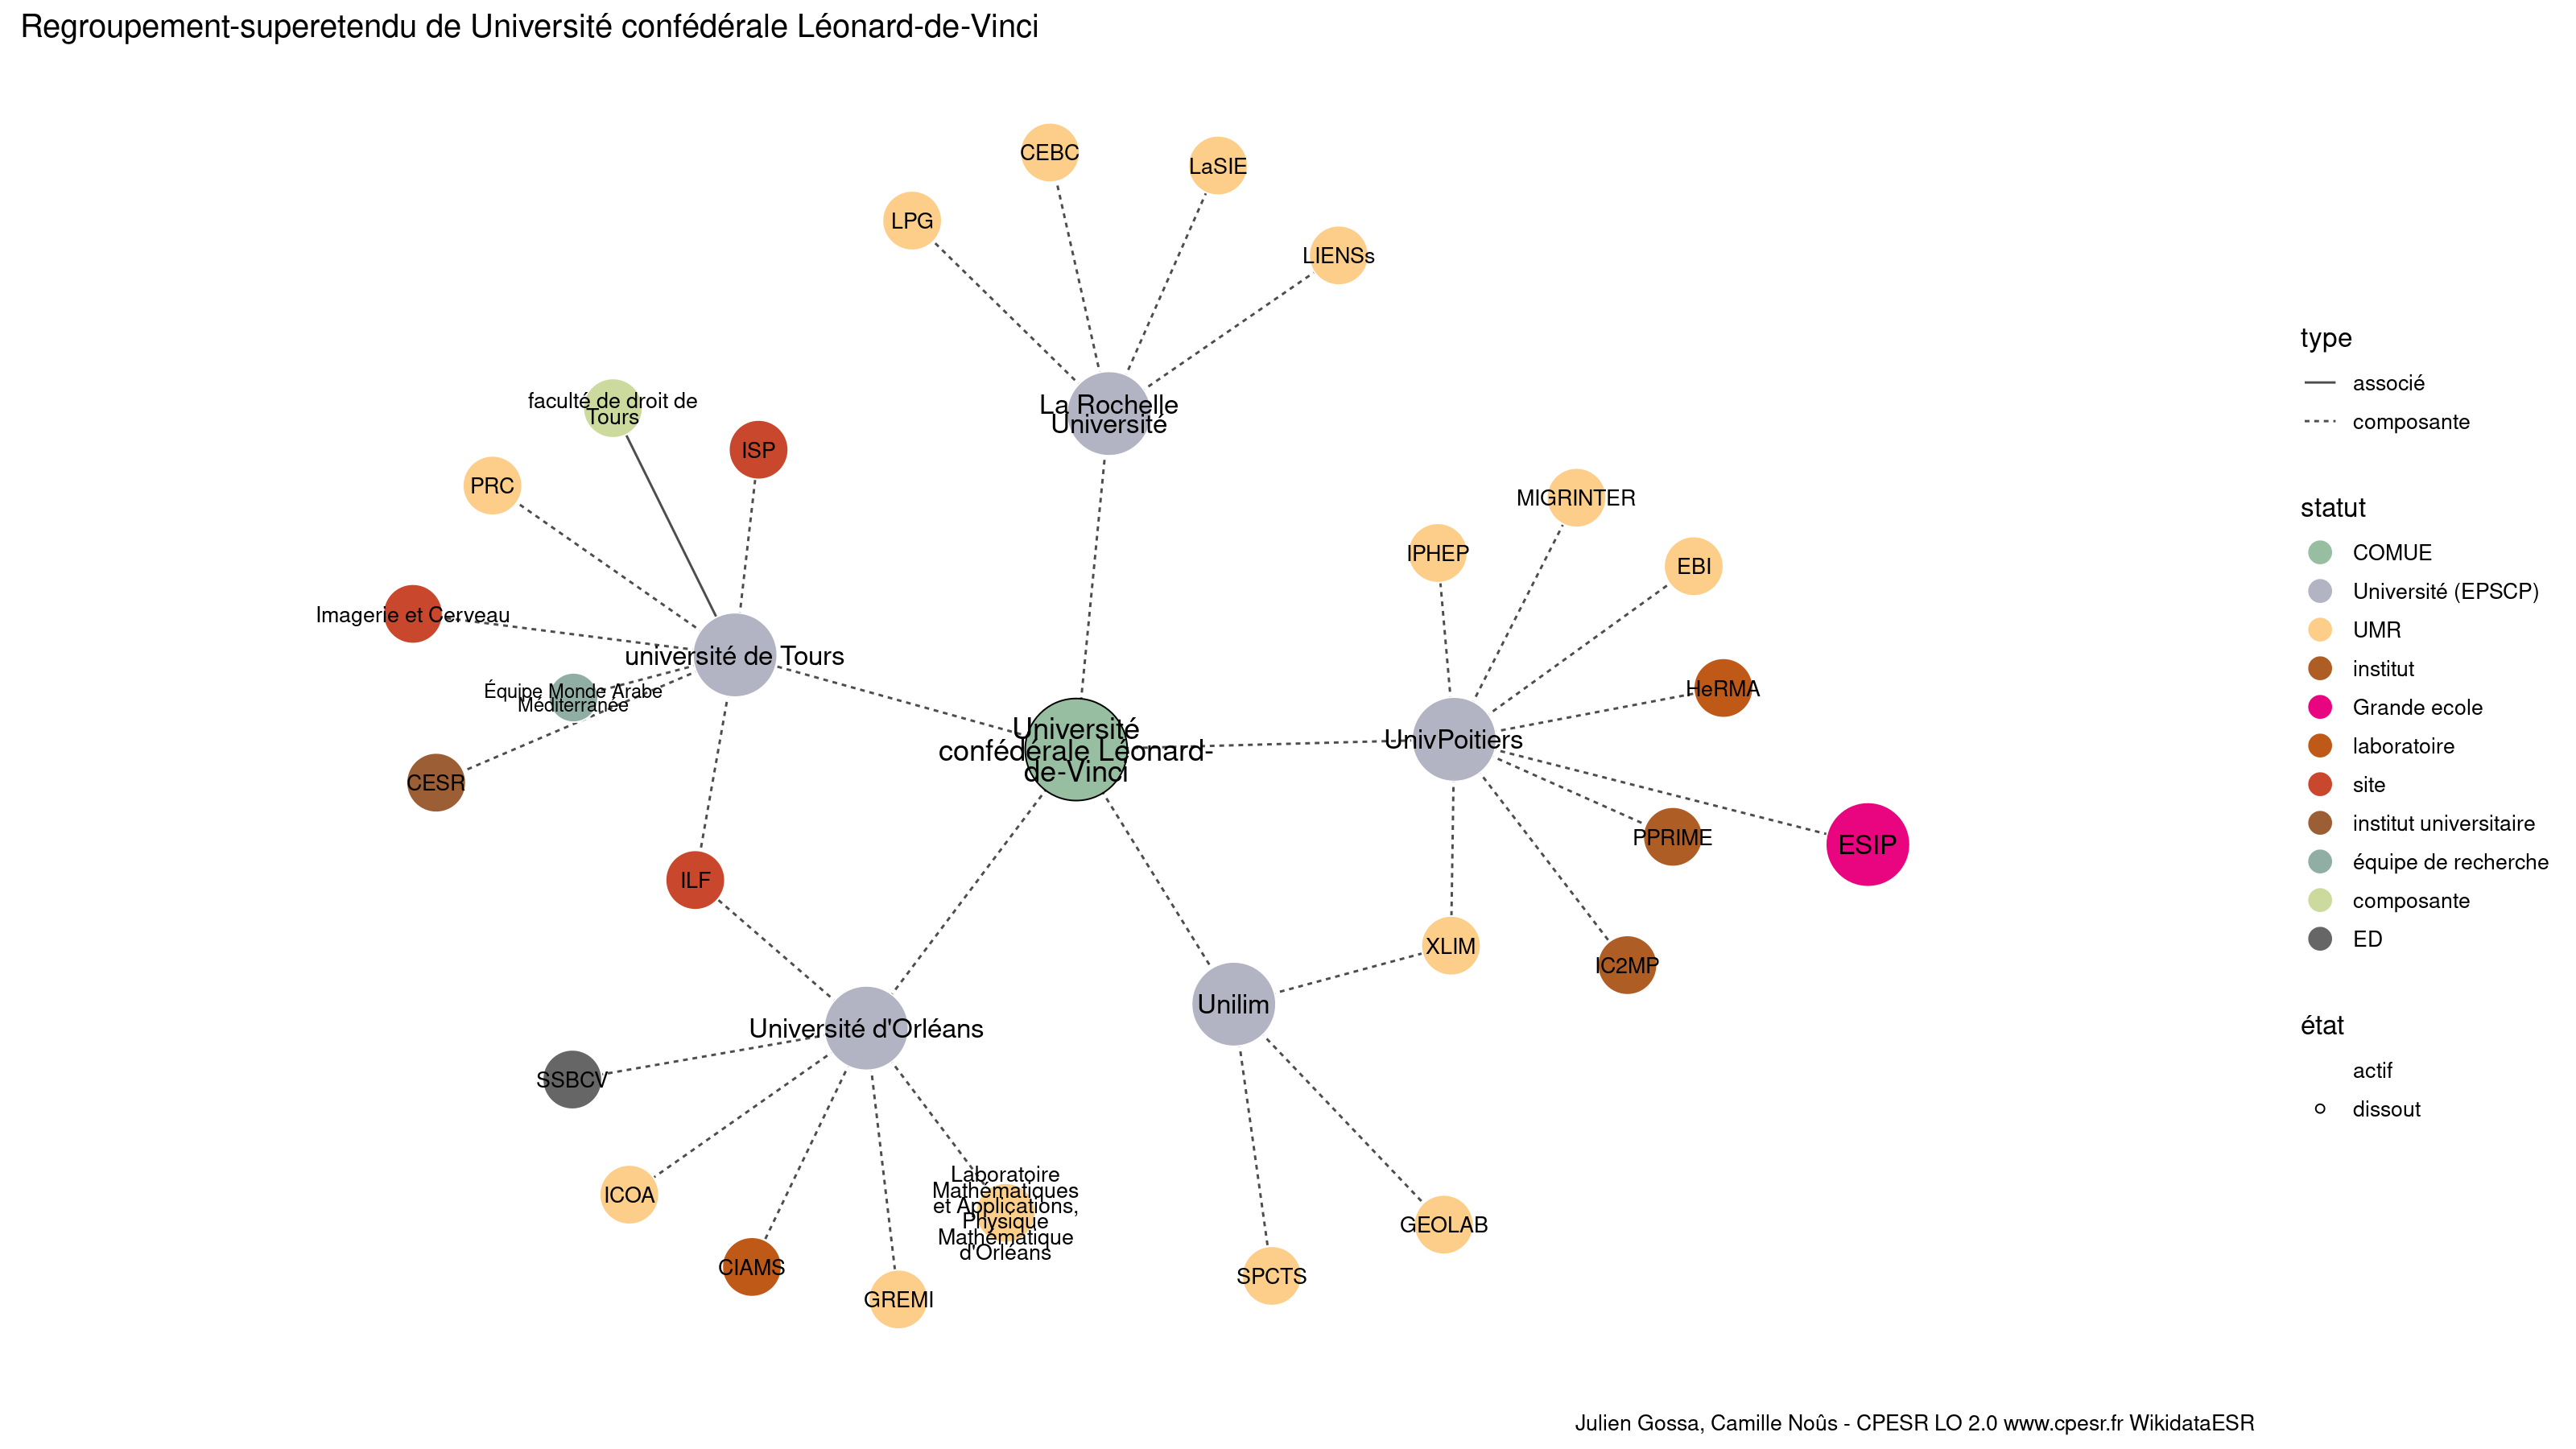 Regroupement-superetendu de Université confédérale Léonard-de-Vinci
CEBC
LaSIE
LPG
LIENSs
La Rochelle
Université
faculté de droit de
Tours
ISP
PRC
Imagerie et Cerveau
université de Tours
Équipe Monde Arabe
Méditerranée
CESR
ILF
Université
confédérale Léonard-
de-Vinci
MIGRINTER
IPHEP
EBI
HeRMA
UnivPoitiers
PPRIME
ESIP
XLIM
IC2MP
Unilim
Université d'Orléans
SSBCV
ICOA
CIAMS
GREMI
Laboratoire
Mathématiques
et Applications,
Physique
Mathématique
d'Orléans
GEOLAB
SPCTS
type
associé
composante
statut
COMUE
Université (EPSCP)
UMR
institut
Grande ecole
laboratoire
site
institut universitaire
équipe de recherche
composante
ED
état
actif
dissout
Julien Gossa, Camille Noûs - CPESR LO 2.0 www.cpesr.fr WikidataESR